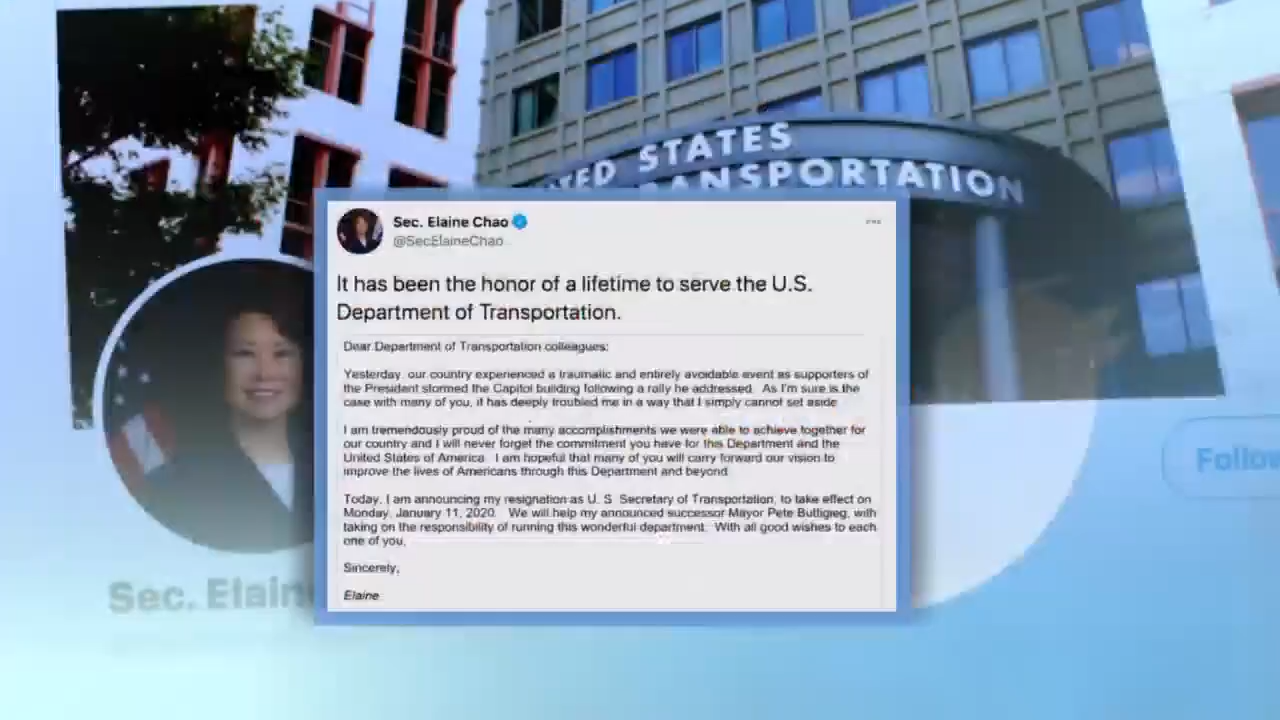 UNITED STATES
TRANSPORTATION
Sec. Elaine Chao
@SecElaineChao
It has been the honor of a lifetime to serve the U.S.
Department of Transportation.
Dear Department of Transportation colleagues:
Yesterday, our country experienced a traumatic and entirely avoidable event as supporters of
the President stormed the Capitol building following a rally he addressed. As I'm sure is the
case with many of you, it has deeply troubled me in a way that I simply cannot set aside.
I am tremendously proud of the many accomplishments we were able to achieve together for
our country and I will never forget the commitment you have for this Department and the
United States of America. I am hopeful that many of you will carry forward our vision to
improve the lives of Americans through this Department and beyond.
Today, I am announcing my resignation as U. S. Secretary of Transportation, to take effect on
Monday, January 11, 2020. We will help my announced successor Mayor Pete Buttigieg, with
taking on the responsibility of running this wonderful department. With all good wishes to each
one of you,
Sincerely,
Elaine
Follow
Sec. Elaine